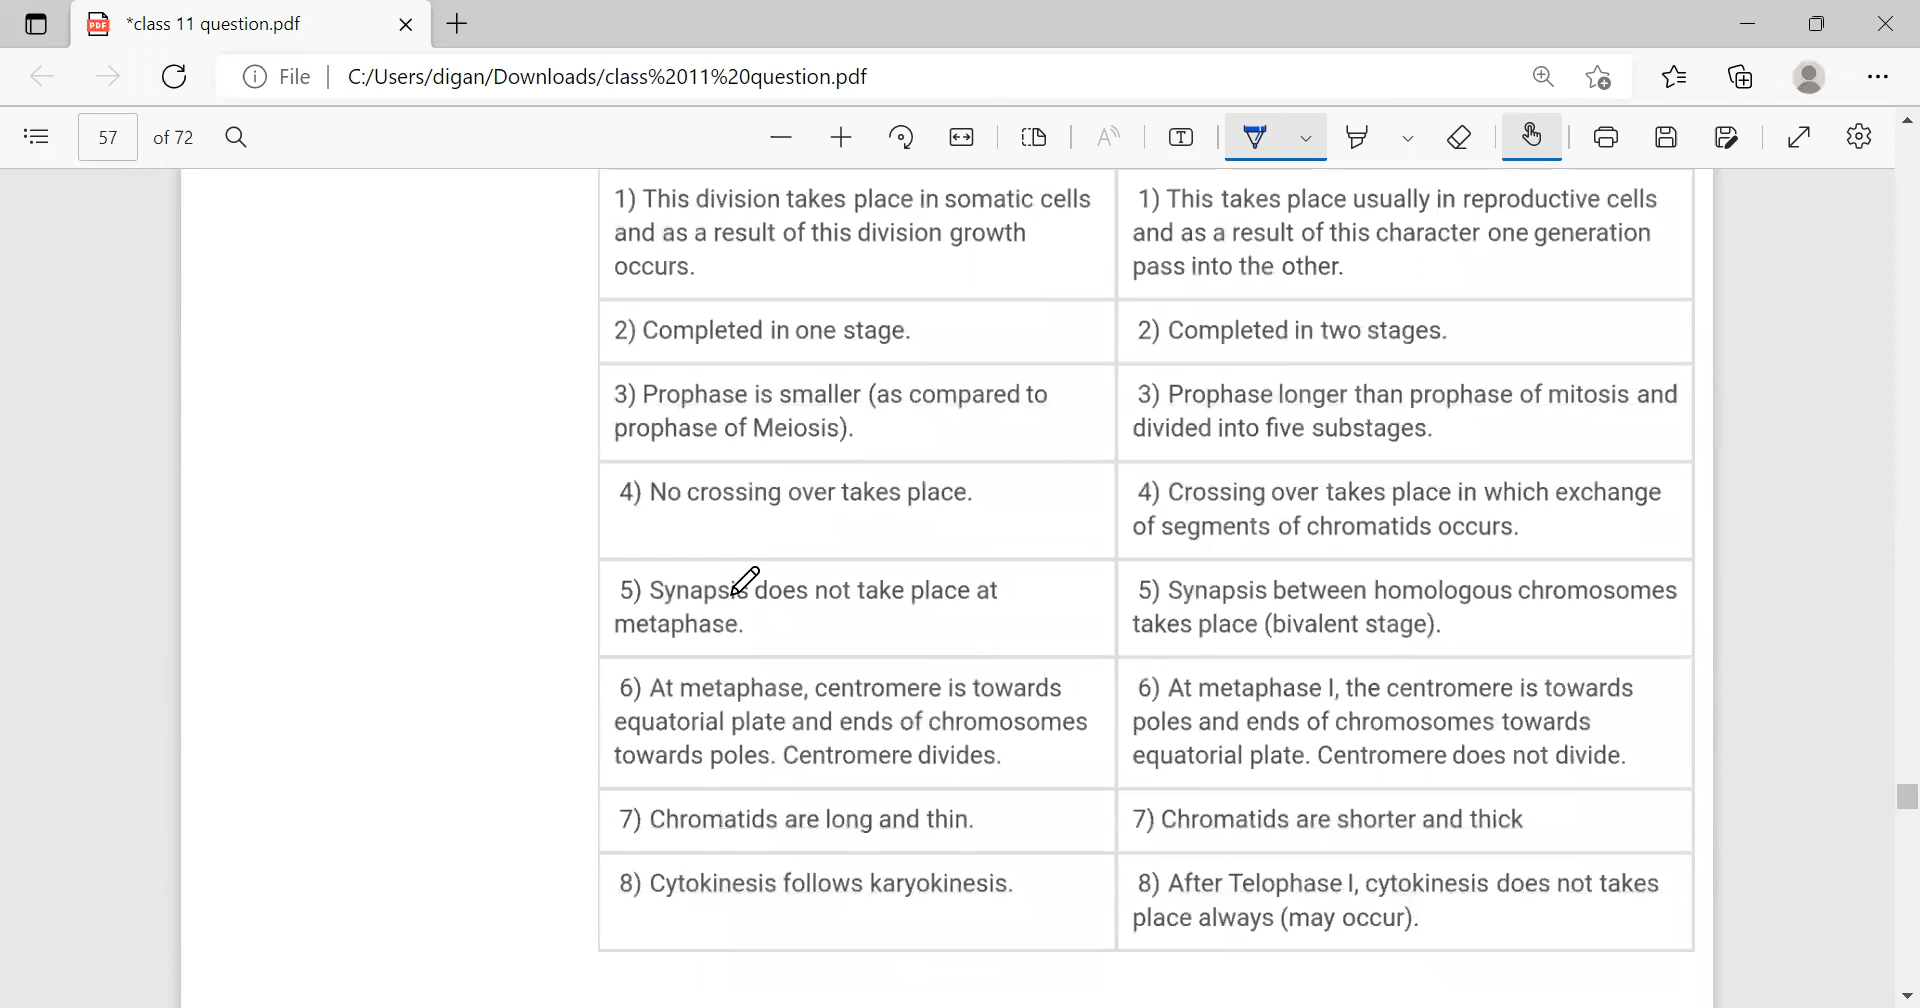 *class 11 question.pdf
File
C:/Users/digan/Downloads/class%2011%20question.pdf
57 of 72
1) This division takes place in somatic cells
and as a result of this division growth
occurs.
1) This takes place usually in reproductive cells
and as a result of this character one generation
pass into the other.
2) Completed in one stage.
2) Completed in two stages.
3) Prophase is smaller (as compared to
prophase of Meiosis).
3) Prophase longer than prophase of mitosis and
divided into five substages.
4) No crossing over takes place.
4) Crossing over takes place in which exchange
of segments of chromatids occurs.
5) Synapsis does not take place at
metaphase.
5) Synapsis between homologous chromosomes
takes place (bivalent stage).
6) At metaphase, centromere is towards
equatorial plate and ends of chromosomes
towards poles. Centromere divides.
6) At metaphase I, the centromere is towards
poles and ends of chromosomes towards
equatorial plate. Centromere does not divide.
7) Chromatids are long and thin.
7) Chromatids are shorter and thick
8) Cytokinesis follows karyokinesis.
8) After Telophase I, cytokinesis does not takes
place always (may occur).